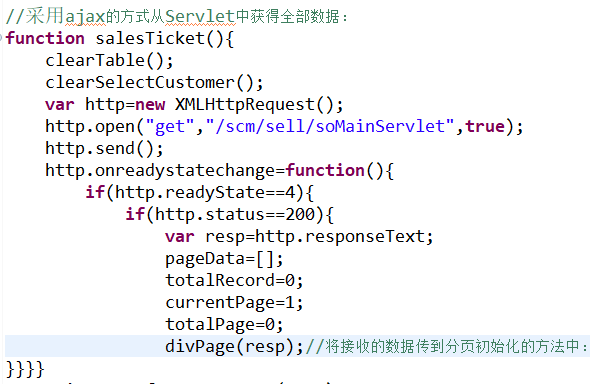 //采用ajax的方式从Servlet中获得全部数据：
function salesTicket(){
    clearTable();
    clearSelectCustomer();
    var http=new XMLHttpRequest();
    http.open("get","/scm/sell/soMainServlet",true);
    http.send();
    http.onreadystatechange=function(){
        if(http.readyState==4){
            if(http.status==200){
                var resp=http.responseText;
                pageData=[];
                totalRecord=0;
                currentPage=1;
                totalPage=0;
                divPage(resp);//将接收的数据传到分页初始化的方法中：
}}}}